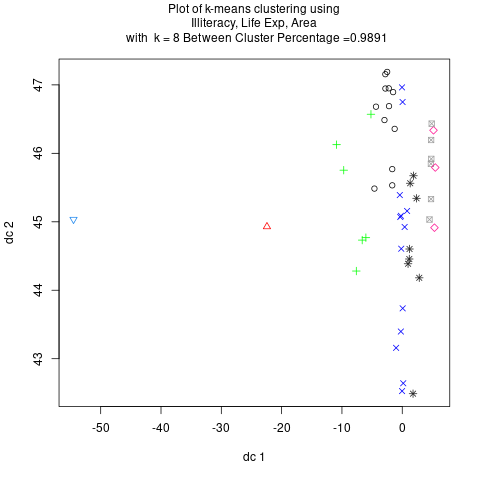 Plot of k-means clustering using
Illiteracy, Life Exp, Area
with  k = 8 Between Cluster Percentage =0.9891
47
46
45
44
43
dc 2
-50
-40
-30
-20
-10
0
dc 1